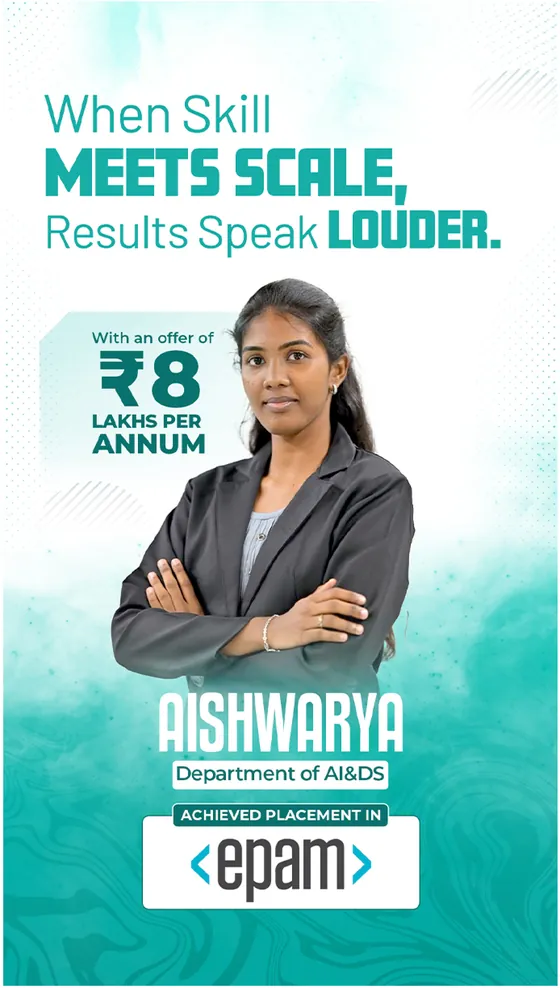 When Skill
MEETS SCALE,
Results Speak LOUDER.
With an offer of
₹8
LAKHS PER
ANNUM
AISHWARYA
Department of AI&DS
ACHIEVED PLACEMENT IN
<epam>